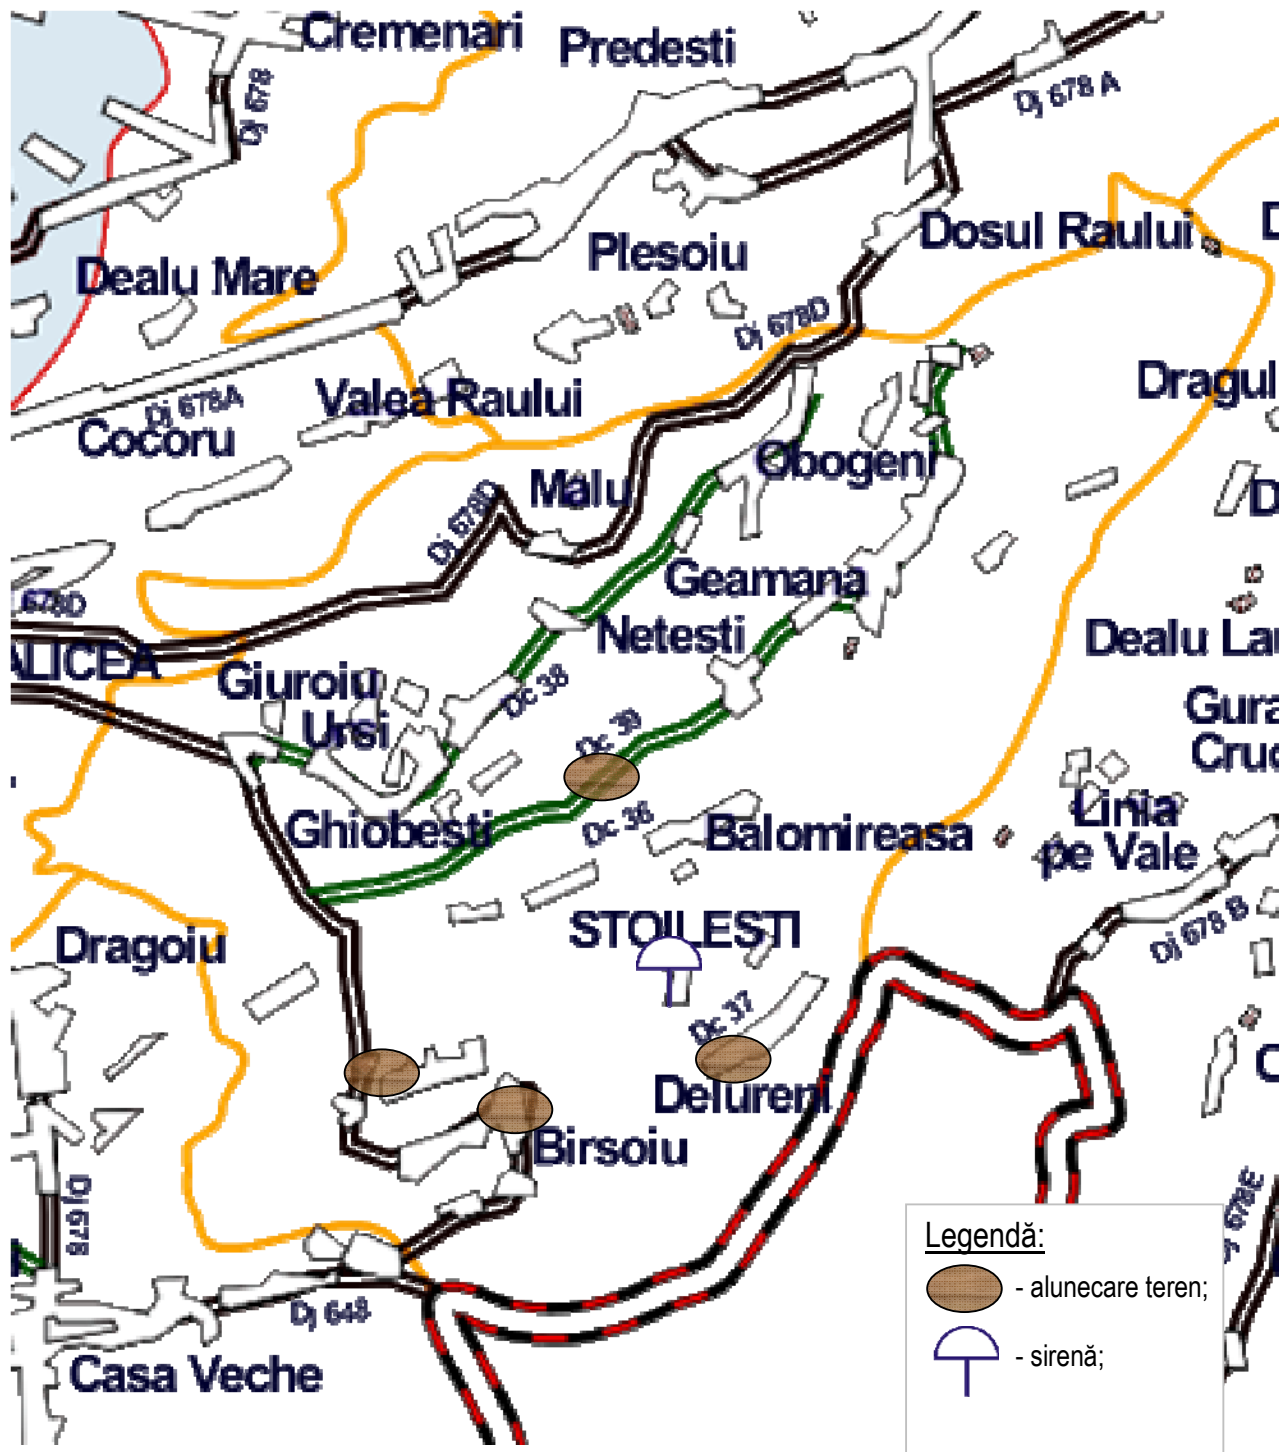 Cremenari
Predesti
Dj 678
Dj 678 A
Dosul Raului
Plesoiu
Dealu Mare
Dj 678D
Dragul
Valea Raului
Dj 678A
Cocoru
Obogeni
Malu
Dj 678D
Geamana
678D
Netesti
Dealu Lau
ALICEA
Giuroiu
Dc 38
Gura
Ursi
Cruc
Linia
pe Vale
Ghiobesti
Dc 36
Balomireasa
STOILESTI
Dj 678 B
Dragoiu
Dc 37
Delureni
Birsoiu
Dj 678
Dj 678E
Legendă:
- alunecare teren;
Dj 648
- sirenă;
Casa Veche